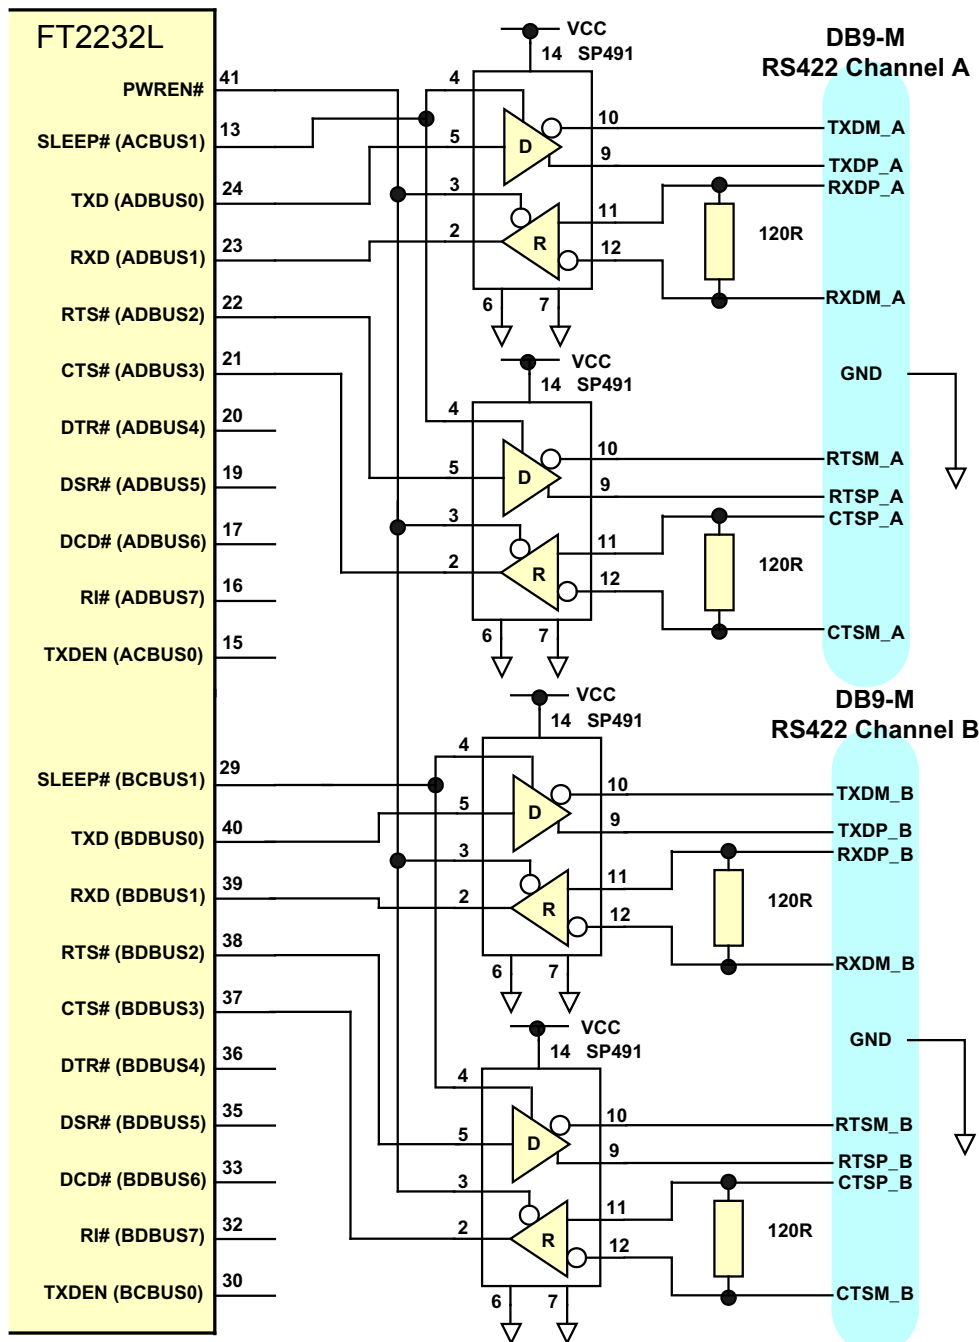 FT2232L
PWREN#
41
SLEEP# (ACBUS1)
13
TXD (ADBUS0)
24
RXD (ADBUS1)
23
RTS# (ADBUS2)
22
CTS# (ADBUS3)
21
DTR# (ADBUS4)
20
DSR# (ADBUS5)
19
DCD# (ADBUS6)
17
RI# (ADBUS7)
16
TXDEN (ACBUS0)
15
SLEEP# (BCBUS1)
29
TXD (BDBUS0)
40
RXD (BDBUS1)
39
RTS# (BDBUS2)
38
CTS# (BDBUS3)
37
DTR# (BDBUS4)
36
DSR# (BDBUS5)
35
DCD# (BDBUS6)
33
RI# (BDBUS7)
32
TXDEN (BCBUS0)
30
VCC
14 SP491
4
5
D
10
9
3
2
R
11
12
6
7
VCC
14 SP491
4
5
D
10
9
3
2
R
11
12
6
7
VCC
14 SP491
4
5
D
10
9
3
2
R
11
12
6
7
VCC
14 SP491
4
5
D
10
9
3
2
R
11
12
6
7
DB9-M
RS422 Channel A
TXDM_A
TXDP_A
RXDP_A
120R
RXDM_A
GND
RTSM_A
RTSP_A
CTSP_A
120R
CTSM_A
DB9-M
RS422 Channel B
TXDM_B
TXDP_B
RXDP_B
120R
RXDM_B
GND
RTSM_B
RTSP_B
CTSP_B
120R
CTSM_B